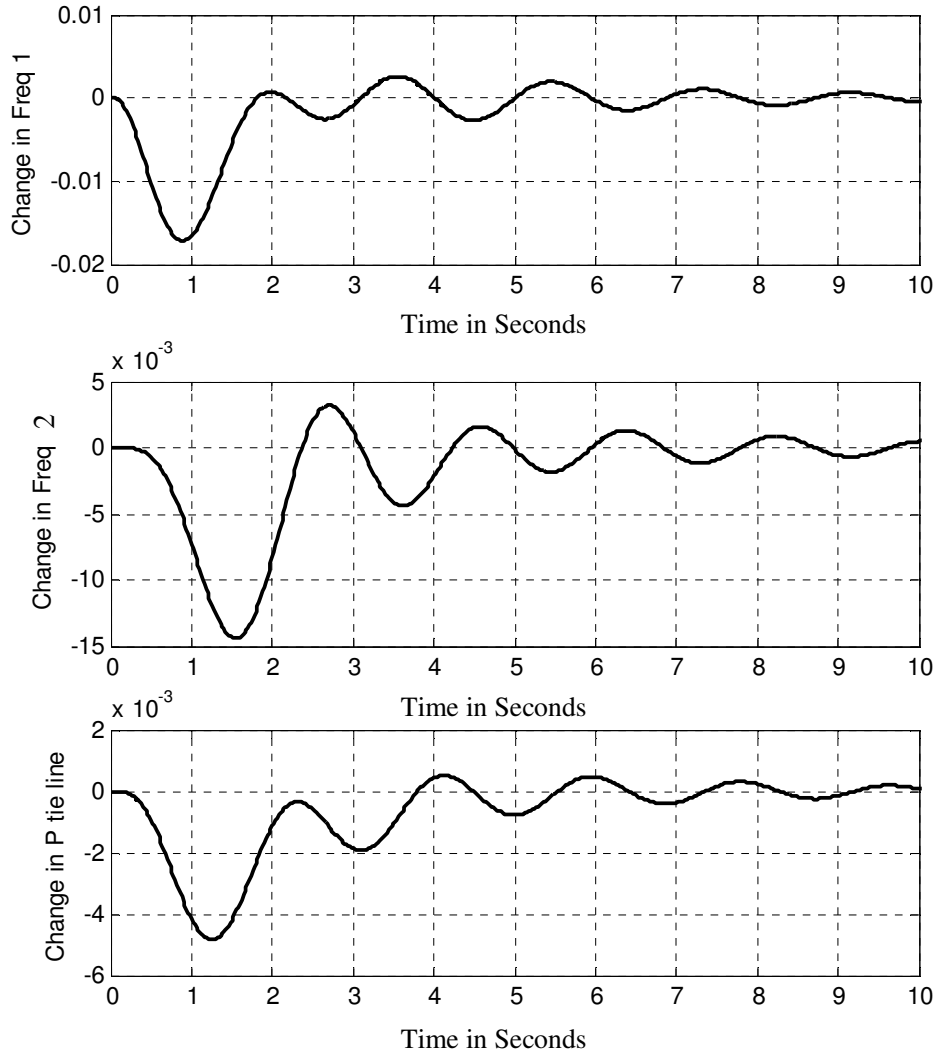 0.01
0
-0.01
-0.02
Change in Freq 1
0 1 2 3 4 5 6 7 8 9 10
Time in Seconds
x 10-3
5
0
-5
-10
-15
Change in Freq 2
0 1 2 3 4 5 6 7 8 9 10
Time in Seconds
x 10-3
2
0
-2
-4
-6
Change in P tie line
0 1 2 3 4 5 6 7 8 9 10
Time in Seconds